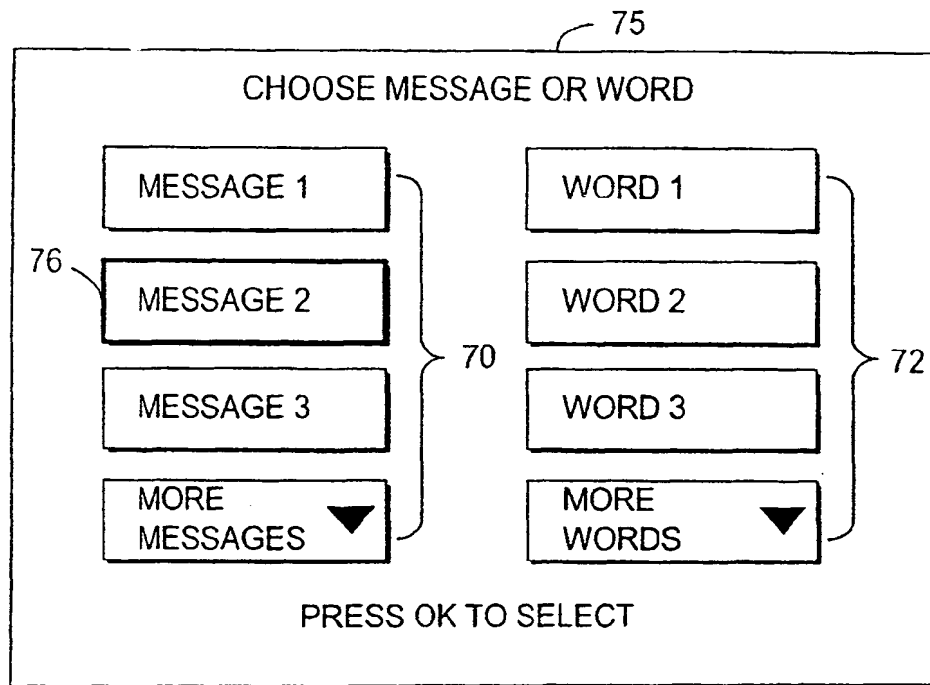 75
CHOOSE MESSAGE OR WORD
MESSAGE 1
76
MESSAGE 2
MESSAGE 3
MORE
MESSAGES
70
WORD 1
WORD 2
WORD 3
MORE
WORDS
72
PRESS OK TO SELECT